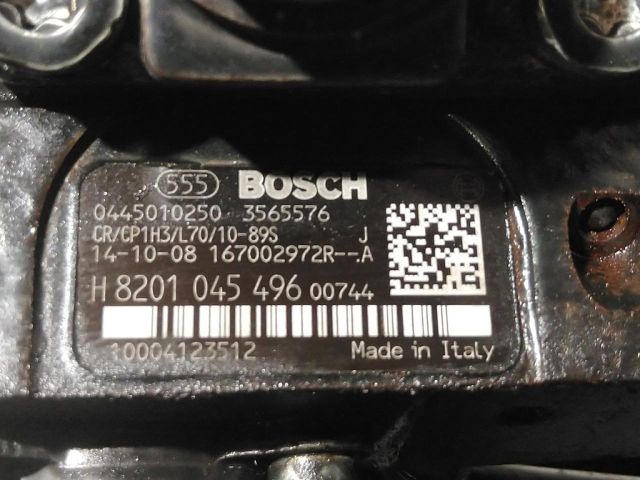 555 BOSCH
0445010250 3565576
CR/CP1H3/L70/10-89S J
14-10-08 167002972R--A
H 8201 045 496 00744
10004123512 Made in Italy